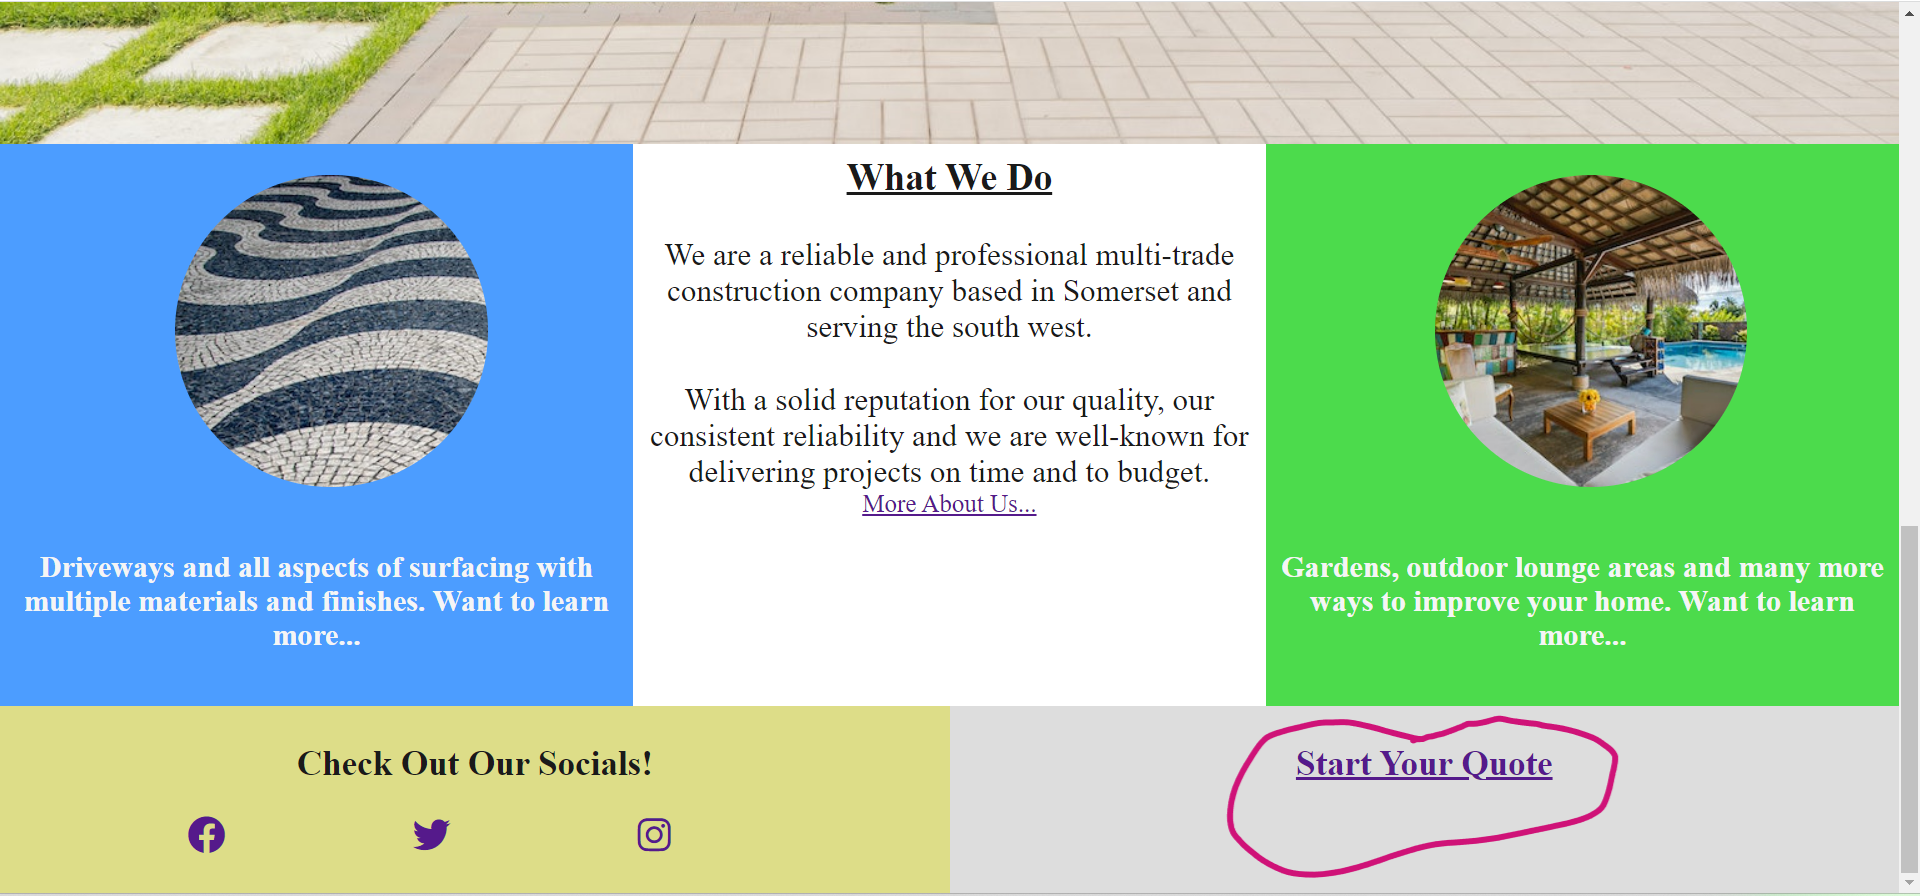 What We Do
We are a reliable and professional multi-trade
construction company based in Somerset and
serving the south west.
With a solid reputation for our quality, our
consistent reliability and we are well-known for
delivering projects on time and to budget.
More About Us...
Driveways and all aspects of surfacing with
multiple materials and finishes. Want to learn
more...
Gardens, outdoor lounge areas and many more
ways to improve your home. Want to learn
more...
Check Out Our Socials!
Start Your Quote